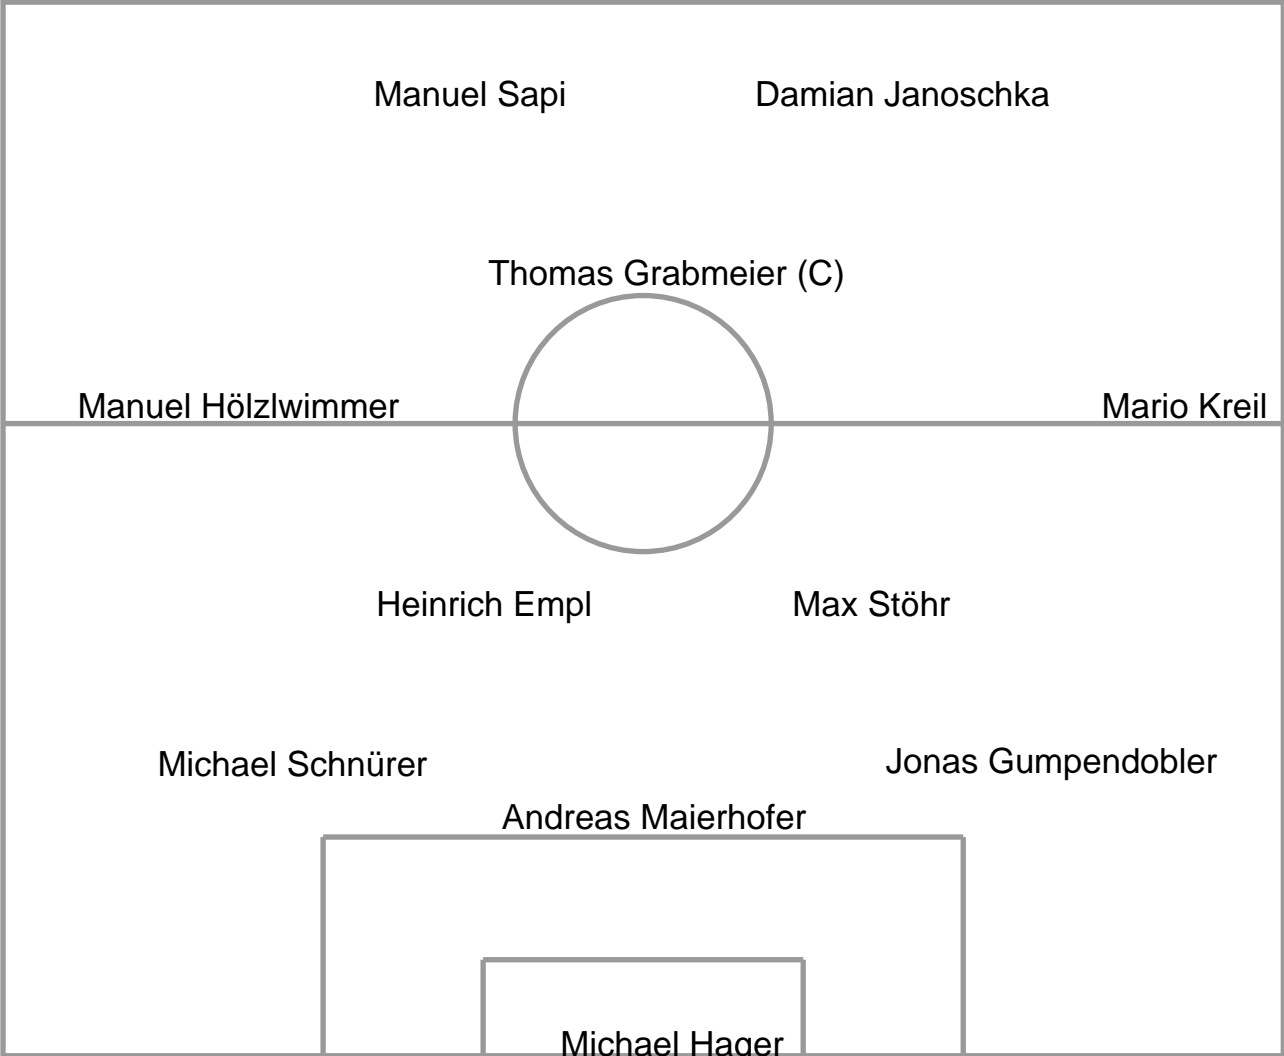 Manuel Sapi
Damian Janoschka
Thomas Grabmeier (C)
Manuel Hölzlwimmer
Mario Kreil
Heinrich Empl
Max Stöhr
Michael Schnürer
Jonas Gumpendobler
Andreas Maierhofer
Michael Hager